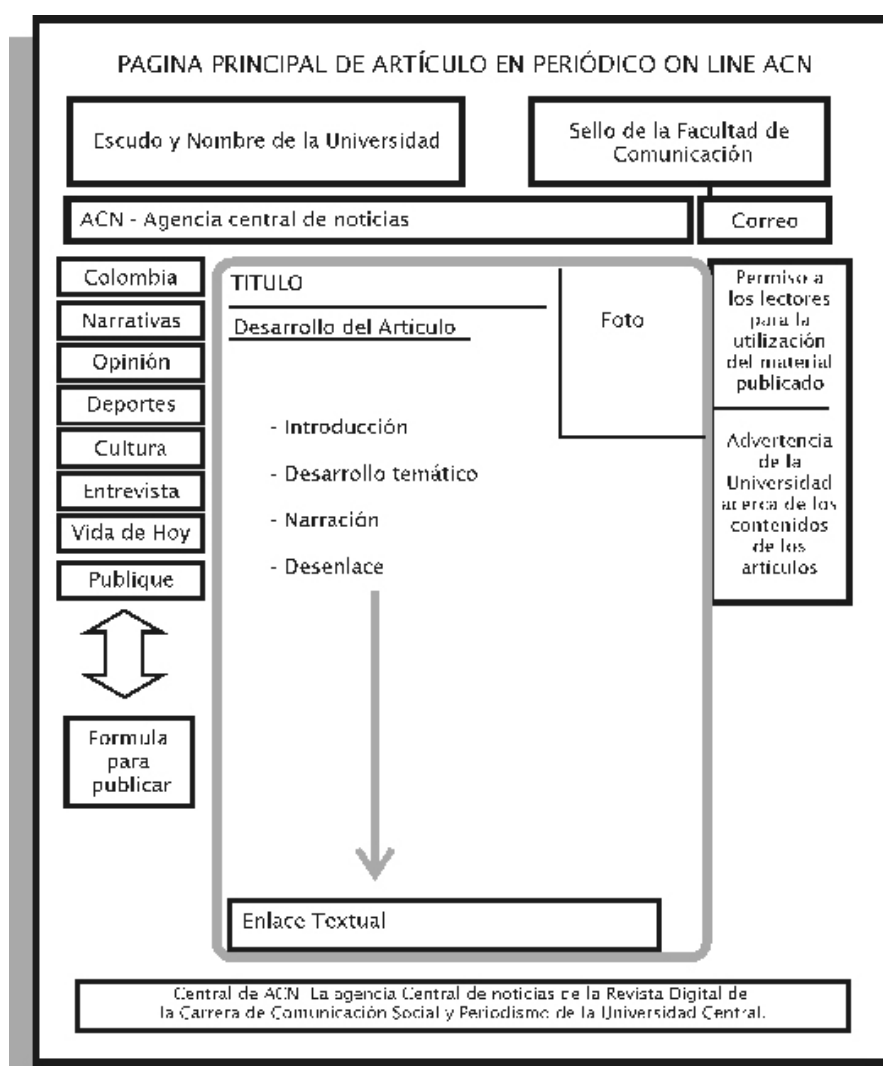 PAGINA PRINCIPAL DE ARTÍCULO EN PERIÓDICO ON LINE ACN
Escudo y Nombre de la Universidad
Sello de la Facultad de
Comunicación
ACN - Agencia central de noticias
Correo
Colombia
Narrativas
Opinión
Deportes
Cultura
Entrevista
Vida de Hoy
Publique
Formula
para
publicar
TITULO
Desarrollo del Artículo
Foto
- Introducción
- Desarrollo temático
- Narración
- Desenlace
Enlace Textual
Permiso a
los lectores
para la
utilización
del material
publicado
Advertencia
de la
Universidad
acerca de los
contenidos
de los
artículos
Central de ACN. La agencia Central de noticias de la Revista Digital de
la Carrera de Comunicación Social y Periodismo de la Universidad Central.